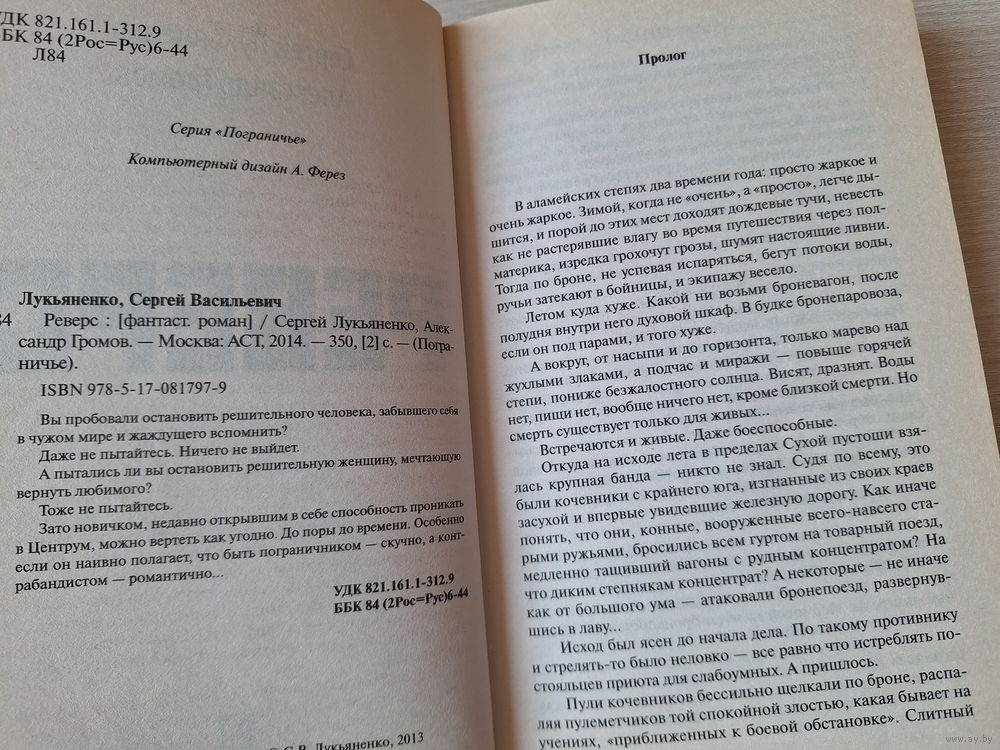 УДК 821.161.1-312.9
ББК 84 (2Рос=Рус)6-44
Л84
Серия «Пограничье»
Компьютерный дизайн А. Ферез
Лукьяненко, Сергей Васильевич
84 Реверс : [фантаст. роман] / Сергей Лукьяненко, Алек-
сандр Громов. — Москва: АСТ, 2014. — 350, [2] с. — (Погра-
ничье).
ISBN 978-5-17-081797-9
Вы пробовали остановить решительного человека, забывшего себя
в чужом мире и жаждущего вспомнить?
Даже не пытайтесь. Ничего не выйдет.
А пытались ли вы остановить решительную женщину, мечтающую
вернуть любимого?
Тоже не пытайтесь.
Зато новичком, недавно открывшим в себе способность проникать
в Центрум, можно вертеть как угодно. До поры до времени. Особенно
если он наивно полагает, что быть пограничником — скучно, а конт-
рабандистом — романтично...
УДК 821.161.1-312.9
ББК 84 (2Рос=Рус)6-44
© С.В. Лукьяненко, 2013
Пролог
В аламейских степях два времени года: просто жаркое и
очень жаркое. Зимой, когда не «очень», а «просто», легче ды-
шится, и порой до этих мест доходят дождевые тучи, невесть
как не растерявшие влагу во время путешествия через пол-
материка, изредка грохочут грозы, шумят настоящие ливни.
Тогда по броне, не успевая испаряться, бегут потоки воды,
ручьи затекают в бойницы, и экипажу весело.
Летом куда хуже. Какой ни возьми броневагон, после
полудня внутри него духовой шкаф. В будке бронепаровоза,
если он под парами, и того хуже.
А вокруг, от насыпи и до горизонта, только марево над
жухлыми злаками, а подчас и миражи — повыше горячей
степи, пониже безжалостного солнца. Висят, дразнят. Воды
нет, пищи нет, вообще ничего нет, кроме близкой смерти. Но
смерть существует только для живых...
Встречаются и живые. Даже боеспособные.
Откуда на исходе лета в пределах Сухой пустоши взя-
лась крупная банда — никто не знал. Судя по всему, это
были кочевники с крайнего юга, изгнанные из своих краев
засухой и впервые увидевшие железную дорогу. Как иначе
понять, что они, конные, вооруженные всего-навсего ста-
рыми ружьями, бросились всем гуртом на товарный поезд,
медленно тащивший вагоны с рудным концентратом? На
что диким степнякам концентрат? А некоторые — не иначе
как от большого ума — атаковали бронепоезд, развернув-
шись в лаву...
Исход был ясен до начала дела. По такому противнику
и стрелять-то было неловко — все равно что истреблять по-
стояльцев приюта для слабоумных. А пришлось.
Пули кочевников бессильно щелкали по броне, распа-
ляя пулеметчиков той спокойной злостью, какая бывает на
учениях, «приближенных к боевой обстановке». Слитный
www.ay.by